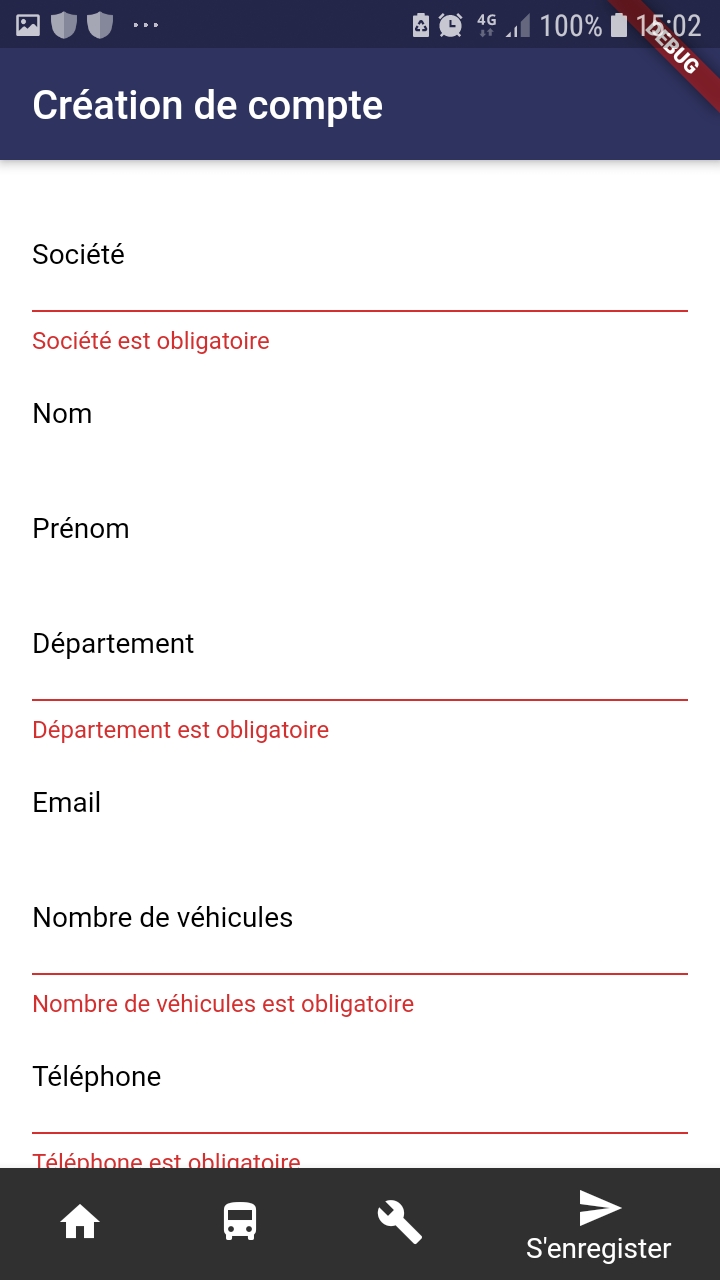 4G 100% 15:02
DEBUG
Création de compte
Société
Société est obligatoire
Nom
Prénom
Département
Département est obligatoire
Email
Nombre de véhicules
Nombre de véhicules est obligatoire
Téléphone
Téléphone est obligatoire
S'enregister